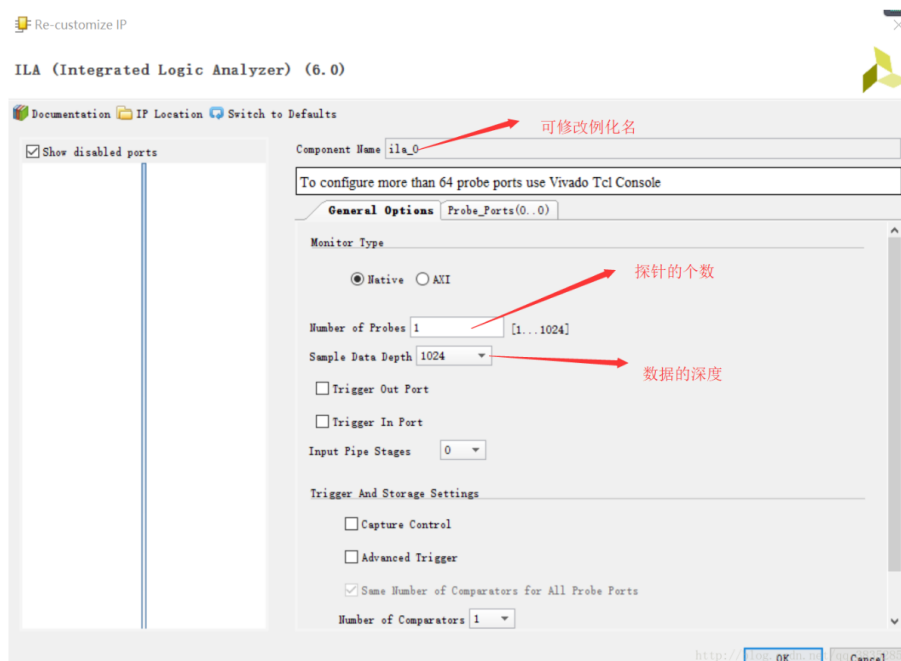 Re-customize IP
ILA (Integrated Logic Analyzer) (6.0)
Documentation IP Location Switch to Defaults
可修改例化名
Show disabled ports
Component Name ila_0
To configure more than 64 probe ports use Vivado Tcl Console
General Options Probe_Ports(0..0)
Monitor Type
Native AXI
探针的个数
Number of Probes 1 [1...1024]
Sample Data Depth 1024
数据的深度
Trigger Out Port
Trigger In Port
Input Pipe Stages 0
Trigger And Storage Settings
Capture Control
Advanced Trigger
Same Number of Comparators for All Probe Ports
Number of Comparators 1
OK Cancel